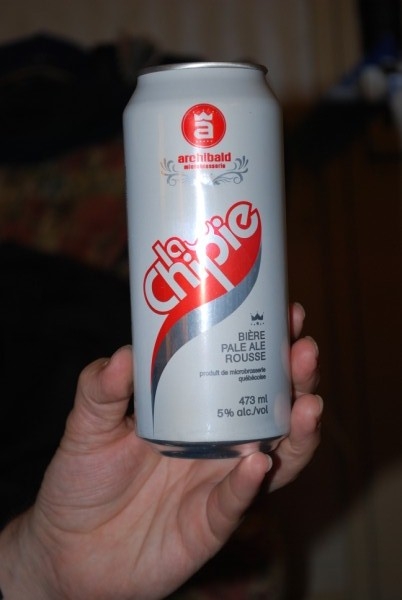 a
archibald
microbrasserie
la
Chipie
BIÈRE
PALE ALE
ROUSSE
produit de microbrasserie
québécoise
473 ml
5% alc./vol